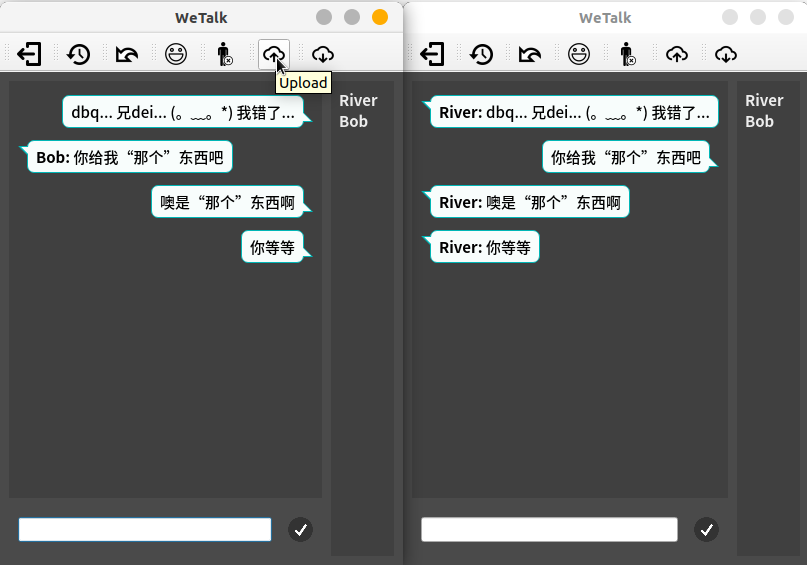 WeTalk
Upload
dbq... 兄dei... (。﹏。*) 我错了...
Bob: 你给我“那个”东西吧
噢是“那个”东西啊
你等等
River
Bob
WeTalk
River: dbq... 兄dei... (。﹏。*) 我错了...
你给我“那个”东西吧
River: 噢是“那个”东西啊
River: 你等等
River
Bob